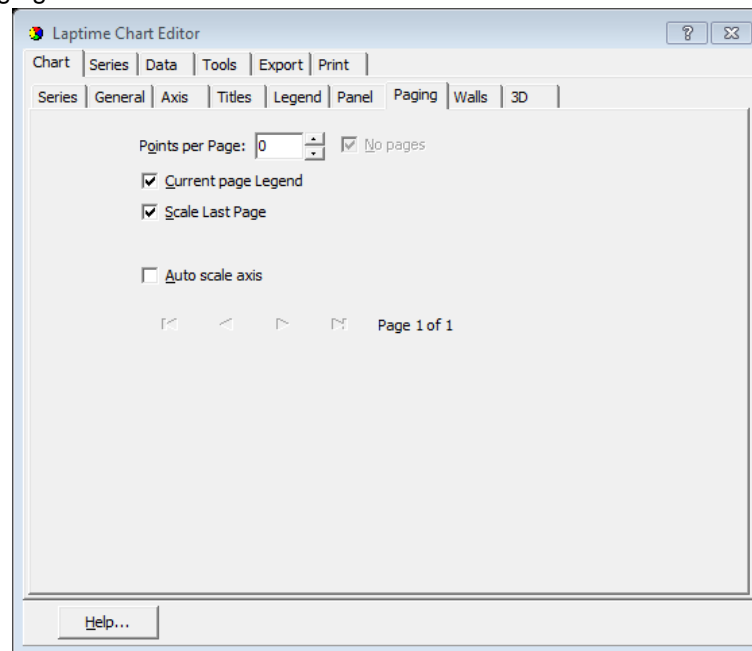 Laptime Chart Editor
Chart Series Data Tools Export Print
Series General Axis Titles Legend Panel Paging Walls 3D
Points per Page: 0 No pages
Current page Legend
Scale Last Page
Auto scale axis
Page 1 of 1
Help...